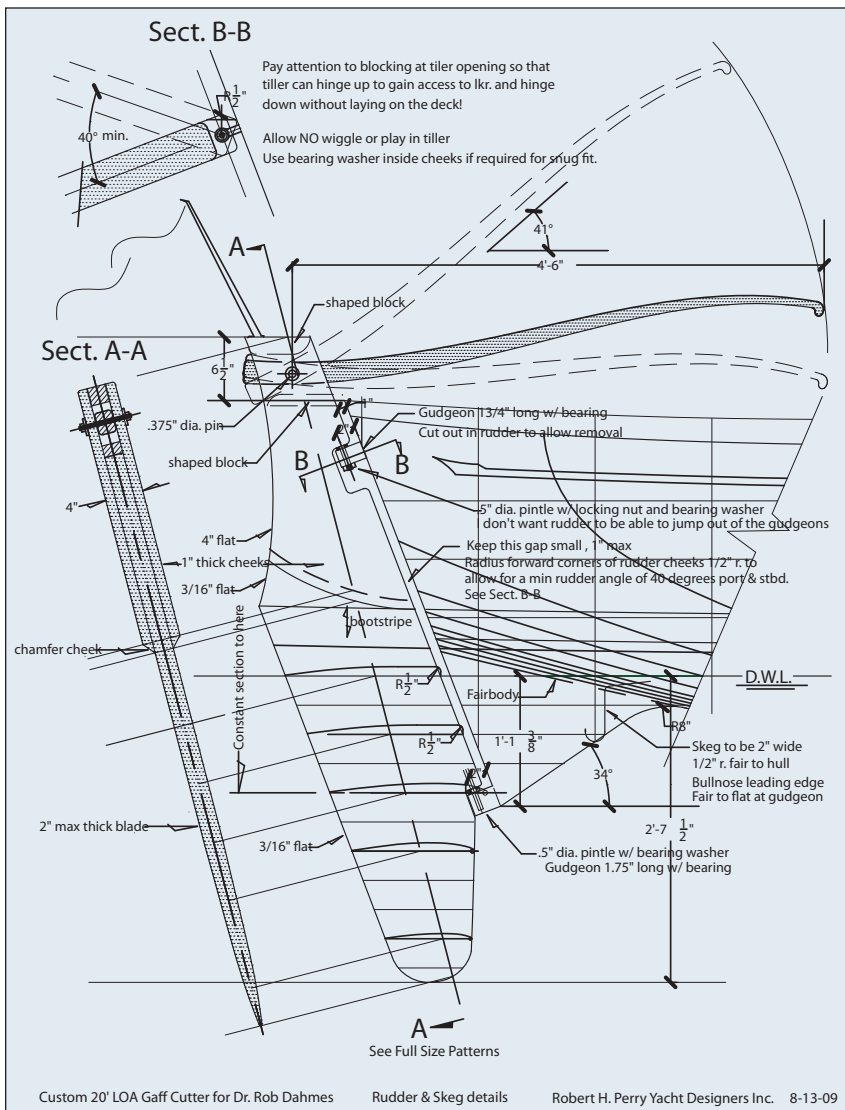 Sect. B-B
Pay attention to blocking at tiler opening so that
tiller can hinge up to gain access to lkr. and hinge
down without laying on the deck!
R 1/2"
40° min.
Allow NO wiggle or play in tiller
Use bearing washer inside cheeks if required for snug fit.
A
41°
4'-6"
shaped block
Sect. A-A
6 1/2"
.375" dia. pin
1"
Gudgeon 13/4" long w/ bearing
Cut out in rudder to allow removal
2"
shaped block
B
B
4"
.5" dia. pintle w/ locking nut and bearing washer
I don't want rudder to be able to jump out of the gudgeons
4" flat
Keep this gap small , 1" max
1" thick cheeks
Radius forward corners of rudder cheeks 1/2" r. to
allow for a min rudder angle of 40 degrees port & stbd.
See Sect. B-B
3/16" flat
bootstripe
chamfer cheek
Constant section to here
D.W.L.
R 1/2"
Fairbody
R8"
R 1/2"
1'-1 3/8"
Skeg to be 2" wide
1/2" r. fair to hull
Bullnose leading edge
Fair to flat at gudgeon
2"
34°
2" max thick blade
2'-7 1/2"
3/16" flat
.5" dia. pintle w/ bearing washer
Gudgeon 1.75" long w/ bearing
A
See Full Size Patterns
Custom 20' LOA Gaff Cutter for Dr. Rob Dahmes
Rudder & Skeg details
Robert H. Perry Yacht Designers Inc. 8-13-09